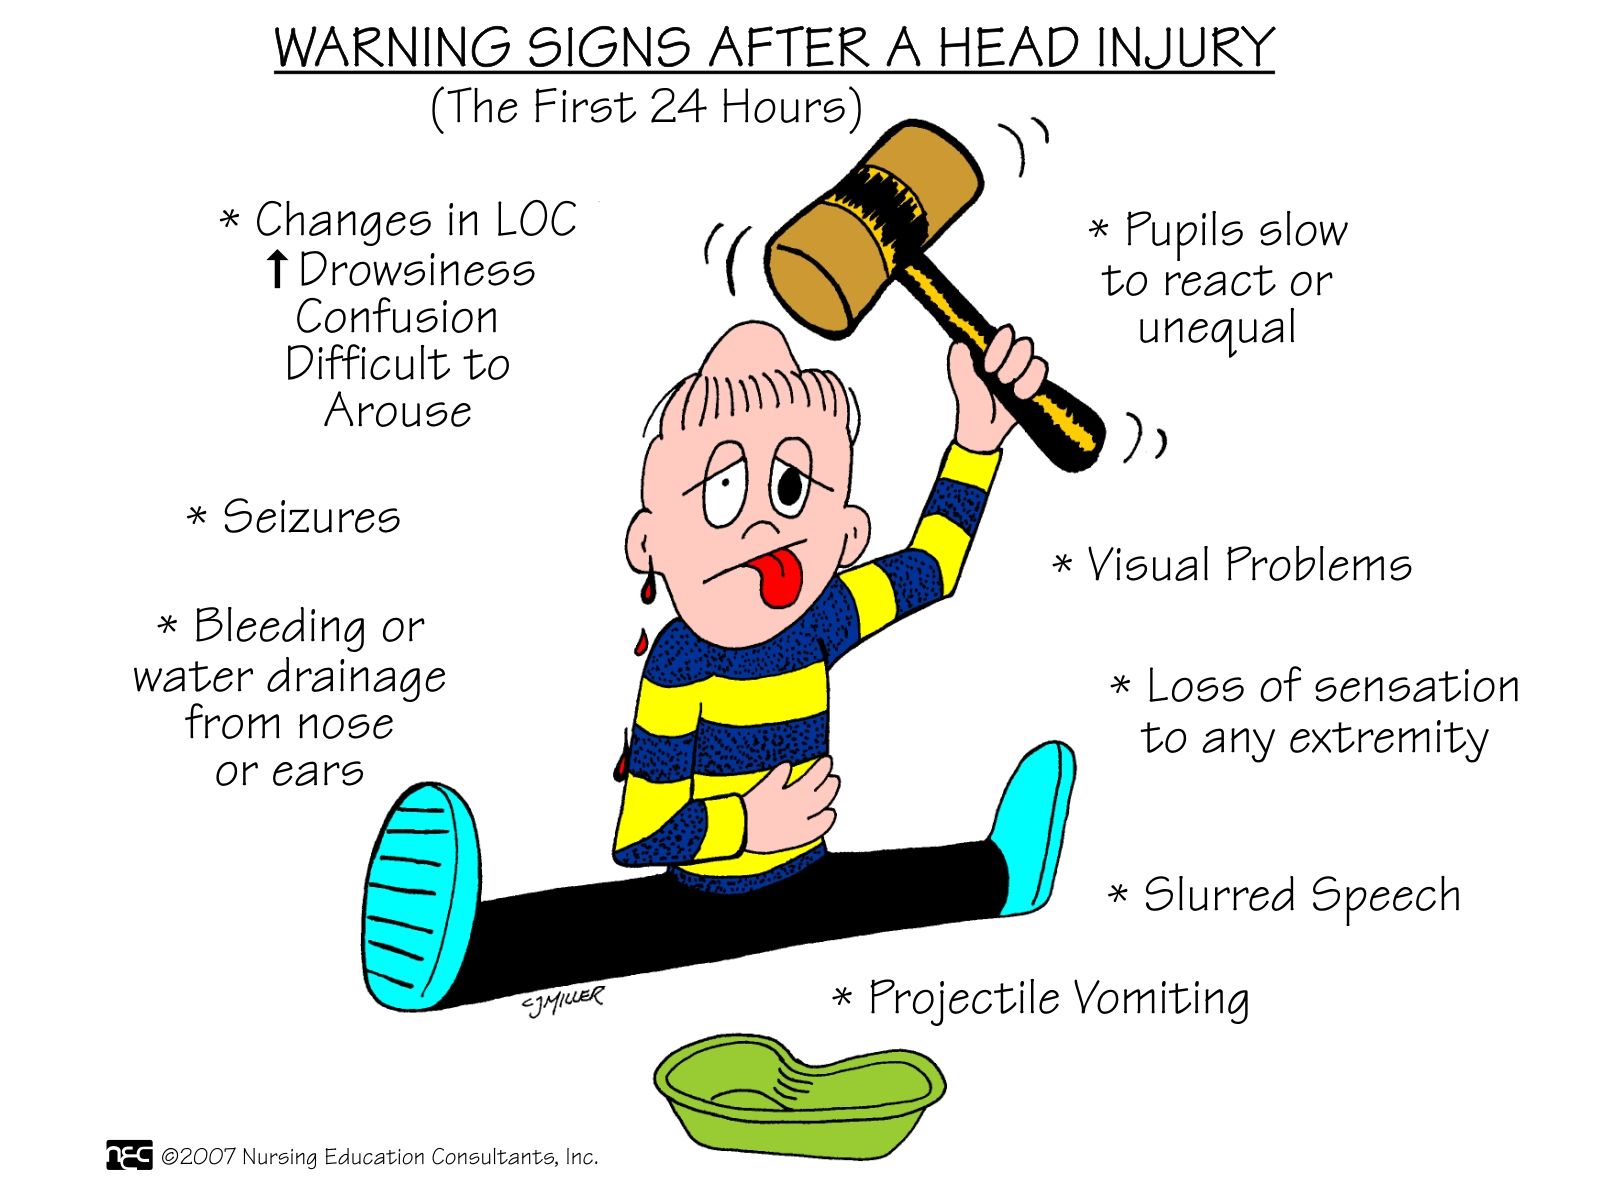 WARNING SIGNS AFTER A HEAD INJURY
(The First 24 Hours)
* Changes in LOC
↑Drowsiness
Confusion
Difficult to
Arouse
* Seizures
* Bleeding or
water drainage
from nose
or ears
* Pupils slow
to react or
unequal
* Visual Problems
* Loss of sensation
to any extremity
* Slurred Speech
* Projectile Vomiting
CJMILLER
nec ©2007 Nursing Education Consultants, Inc.